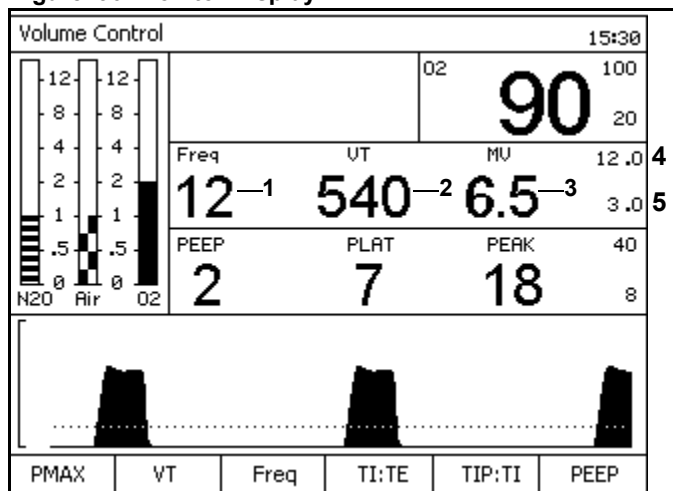 Volume Control 15:30
12 12
8 8
4 4
2 2
1 1
.5 .5
0 0
N2O Air O2
O2 90 100
20
Freq VT MV 12.0 4
12 —1 540 —2 6.5 —3 3.0 5
PEEP PLAT PEAK 40
2 7 18 8
PMAX VT Freq TI:TE TIP:TI PEEP